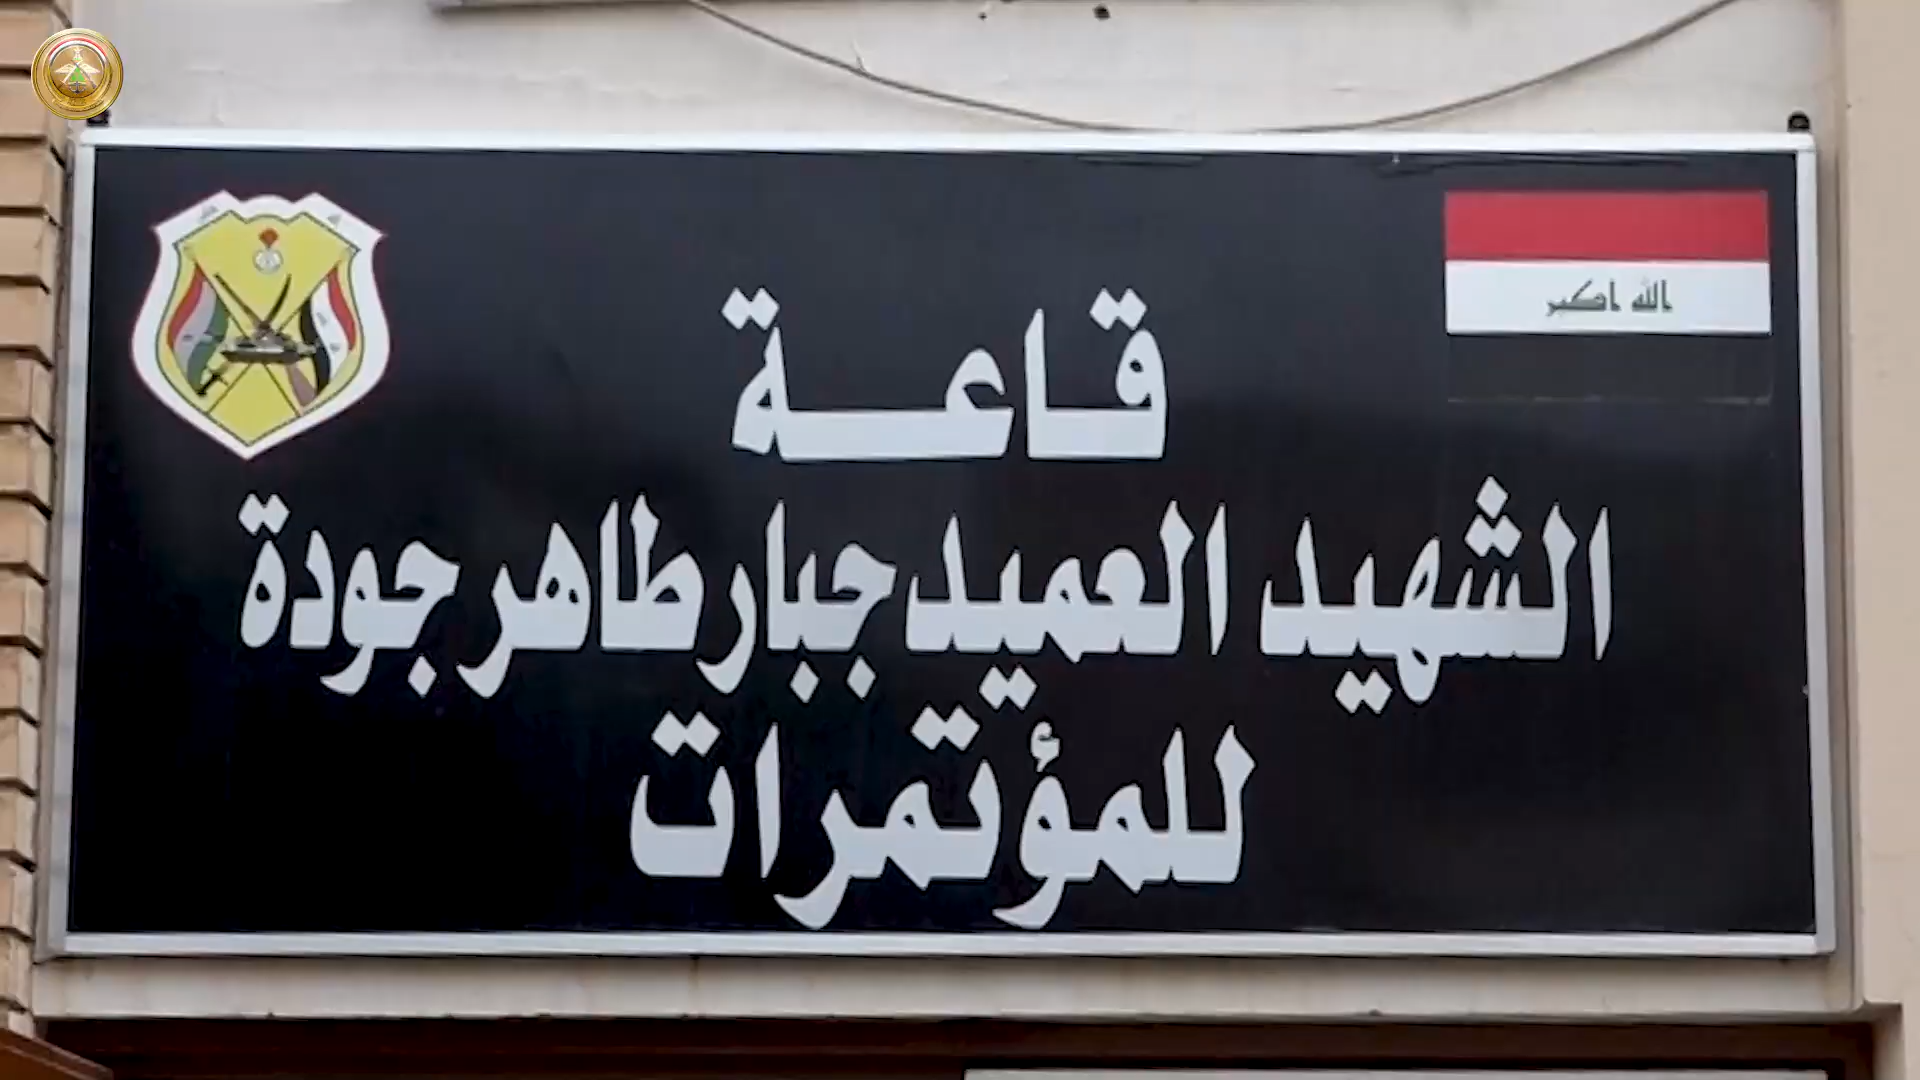 الله اكبر
قاعة
الشهيد العميد جبار طاهر جودة
للمؤتمرات